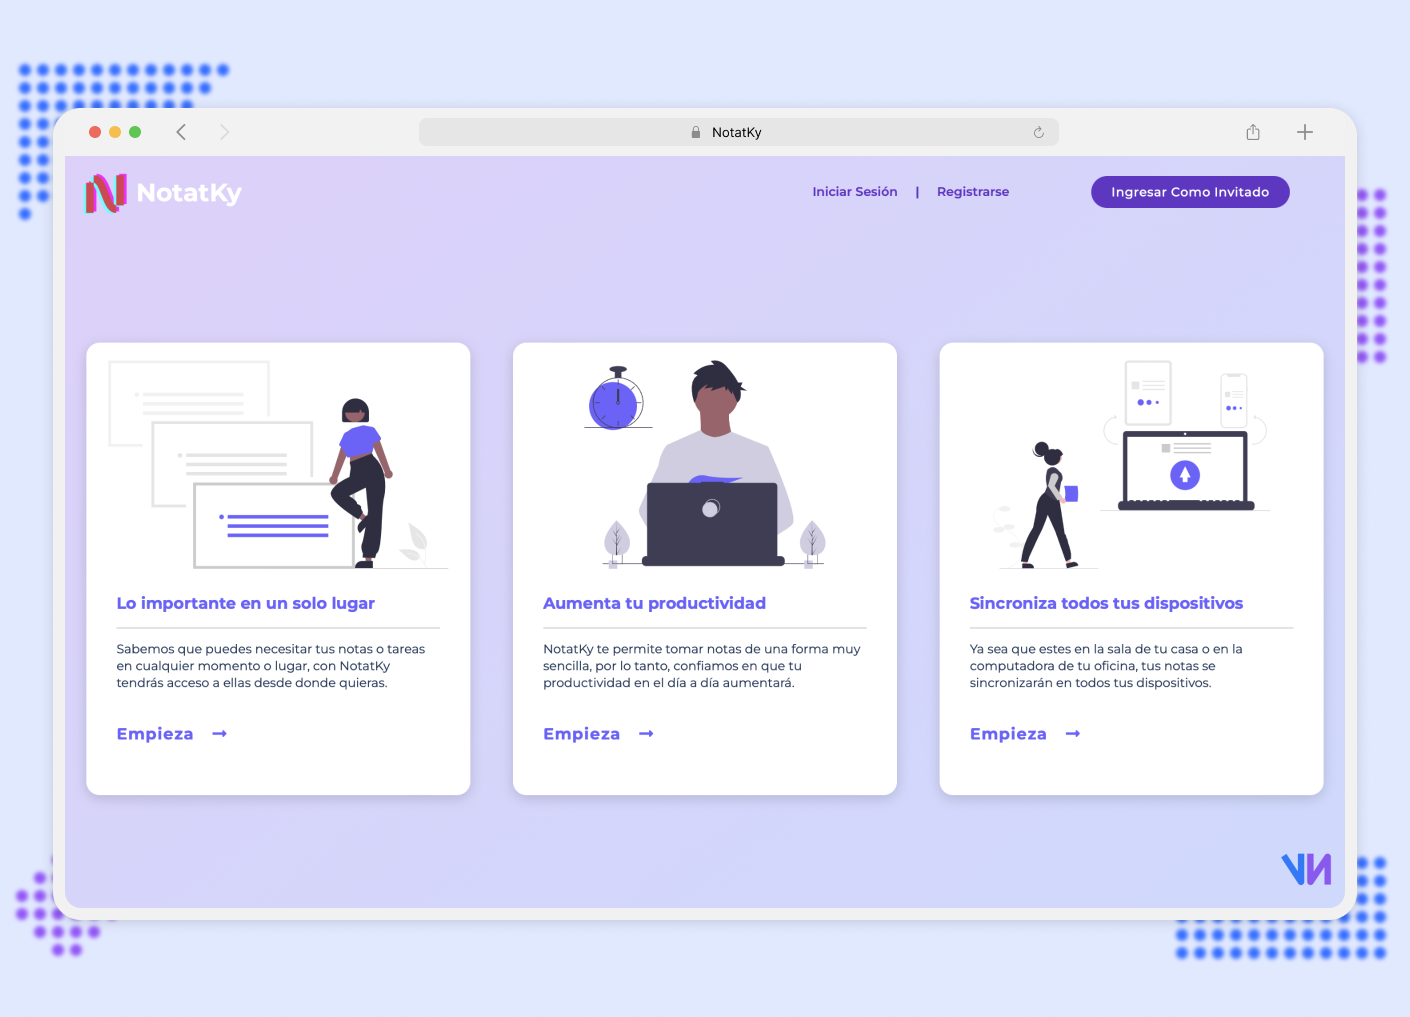 NotatKy
NotatKy
Iniciar Sesión | Registrarse
Ingresar Como Invitado
Lo importante en un solo lugar
Sabemos que puedes necesitar tus notas o tareas
en cualquier momento o lugar, con NotatKy
tendrás acceso a ellas desde donde quieras.
Empieza →
Aumenta tu productividad
NotatKy te permite tomar notas de una forma muy
sencilla, por lo tanto, confiamos en que tu
productividad en el día a día aumentará.
Empieza →
Sincroniza todos tus dispositivos
Ya sea que estes en la sala de tu casa o en la
computadora de tu oficina, tus notas se
sincronizarán en todos tus dispositivos.
Empieza →